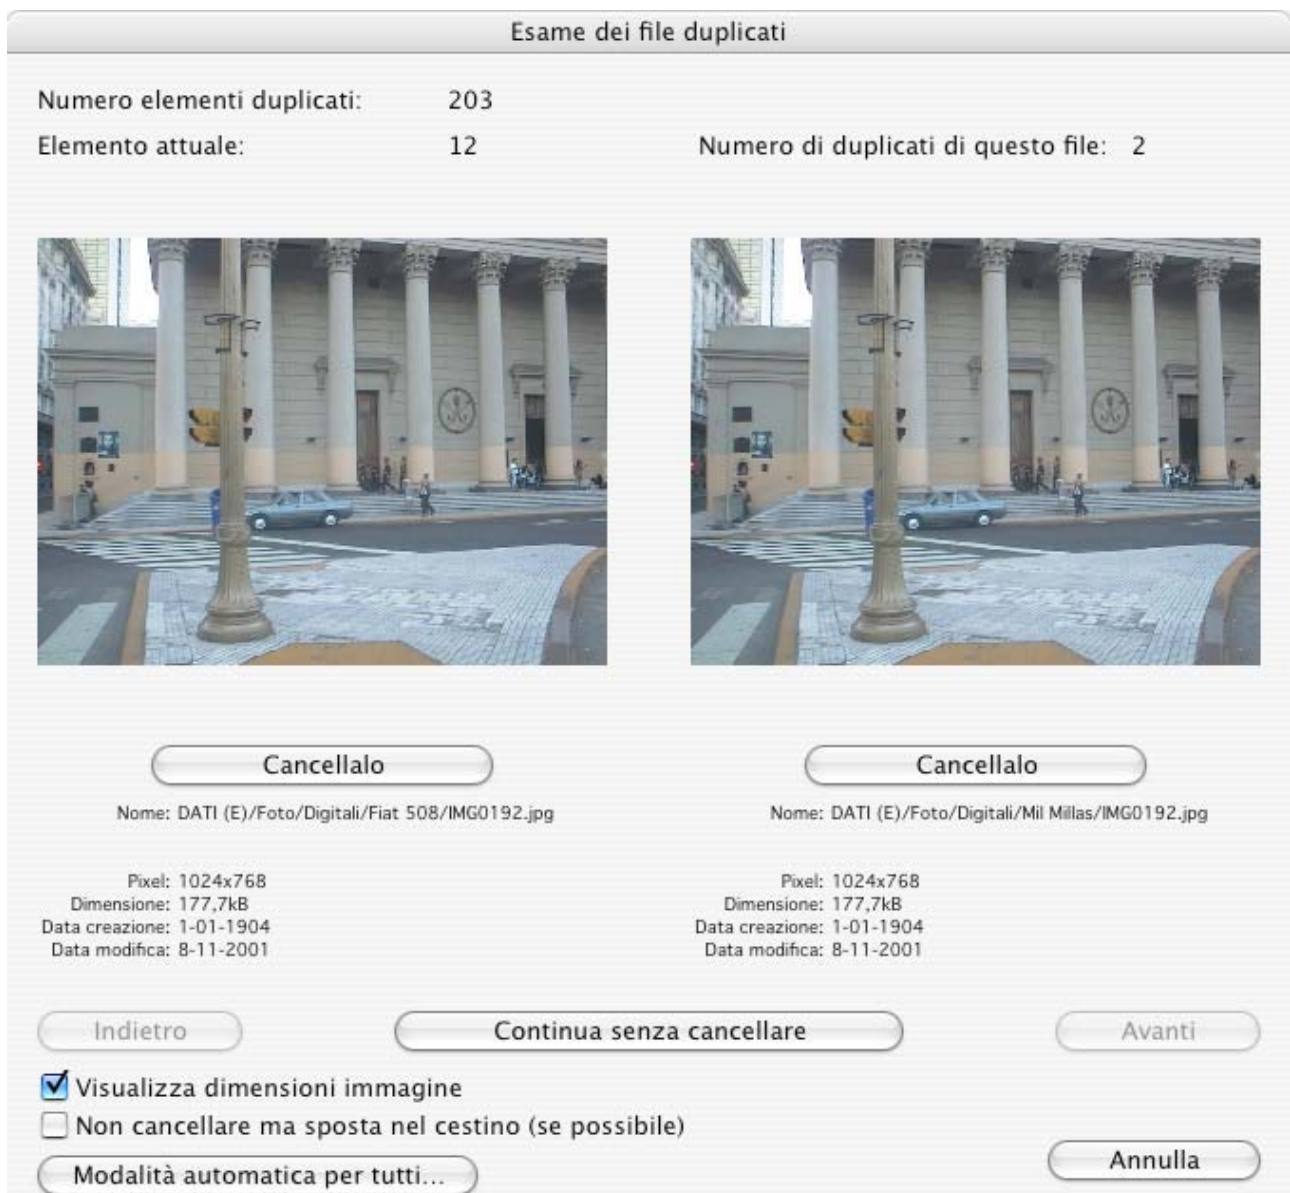 Esame dei file duplicati
Numero elementi duplicati: 203
Elemento attuale: 12 Numero di duplicati di questo file: 2
Cancellalo Cancellalo
Nome: DATI (E)/Foto/Digitali/Fiat 508/IMG0192.jpg Nome: DATI (E)/Foto/Digitali/Mil Millas/IMG0192.jpg
Pixel: 1024x768 Pixel: 1024x768
Dimensione: 177,7kB Dimensione: 177,7kB
Data creazione: 1-01-1904 Data creazione: 1-01-1904
Data modifica: 8-11-2001 Data modifica: 8-11-2001
Indietro Continua senza cancellare Avanti
Visualizza dimensioni immagine
Non cancellare ma sposta nel cestino (se possibile)
Modalità automatica per tutti... Annulla